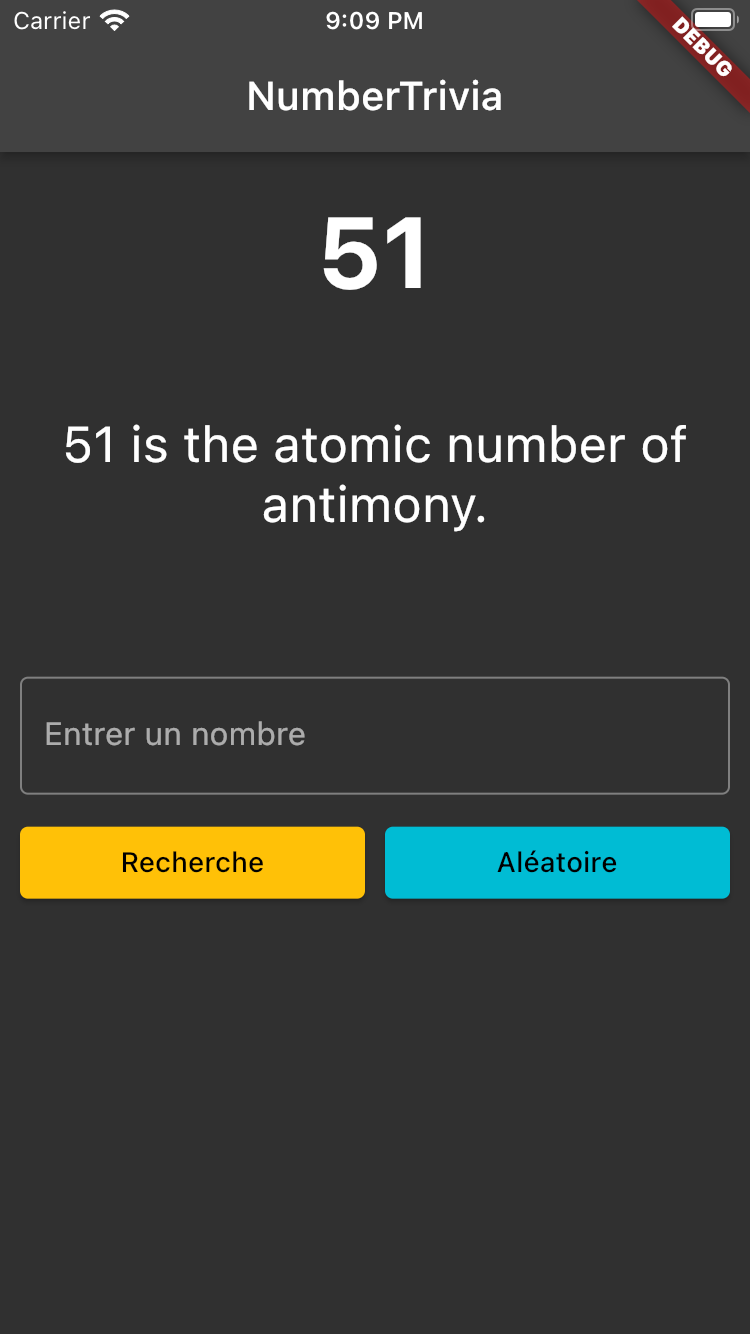 Carrier 9:09 PM
DEBUG
NumberTrivia
51
51 is the atomic number of
antimony.
Entrer un nombre
Recherche Aléatoire